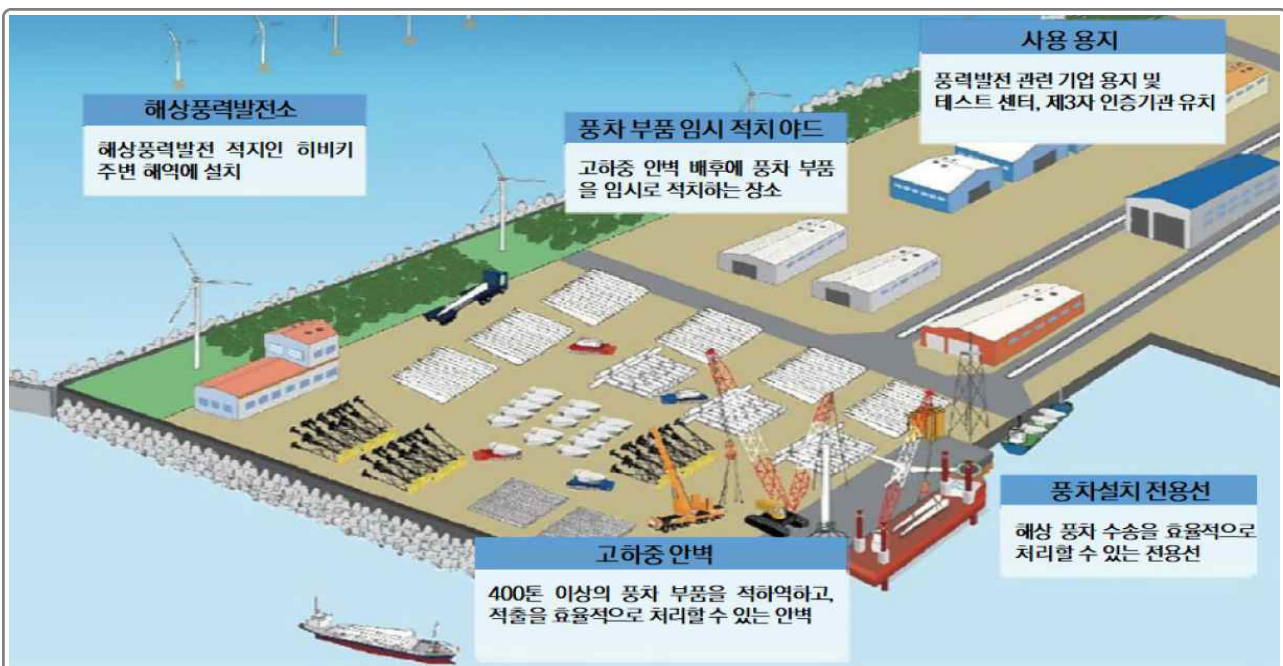 사용 용지
풍력발전 관련 기업 용지 및
테스트 센터, 제3자 인증기관 유치
해상풍력발전소
해상풍력발전 적지인 히비키
주변 해역에 설치
풍차 부품 임시 적치 야드
고하중 안벽 배후에 풍차 부품
을 임시로 적치하는 장소
풍차설치 전용선
해상 풍차 수송을 효율적으로
처리할 수 있는 전용선
고하중 안벽
400톤 이상의 풍차 부품을 적하역하고,
적출을 효율적으로 처리할 수 있는 안벽